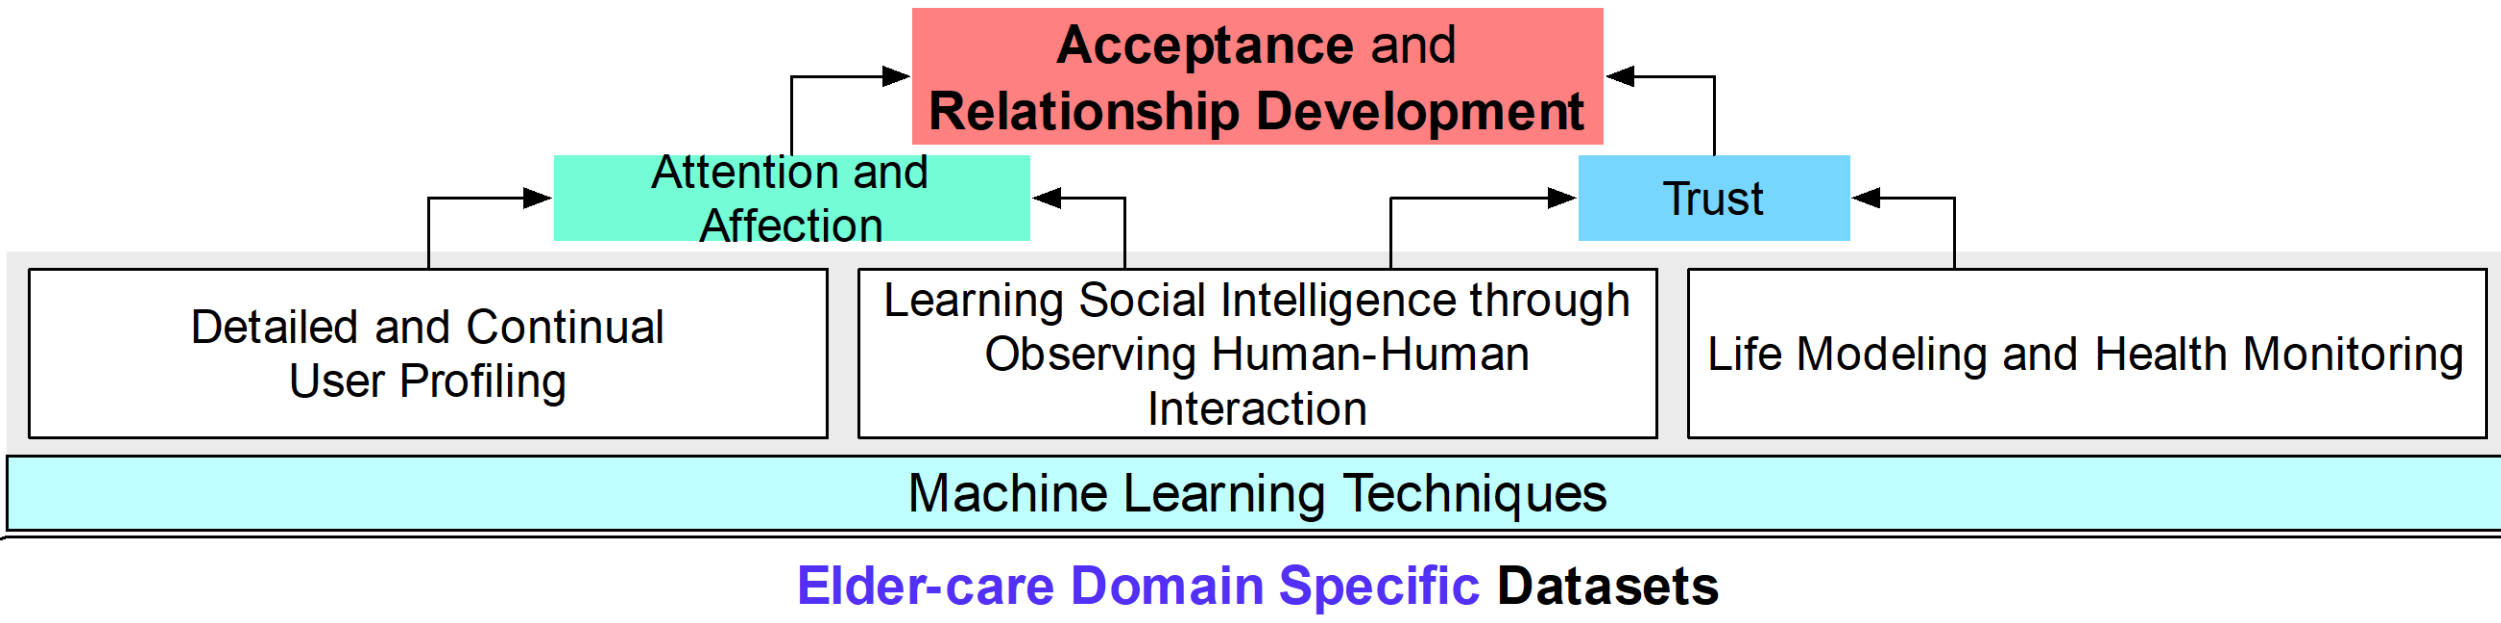 Acceptance and
Relationship Development
Attention and
Affection
Trust
Detailed and Continual
User Profiling
Learning Social Intelligence through
Observing Human-Human
Interaction
Life Modeling and Health Monitoring
Machine Learning Techniques
Elder-care Domain Specific Datasets